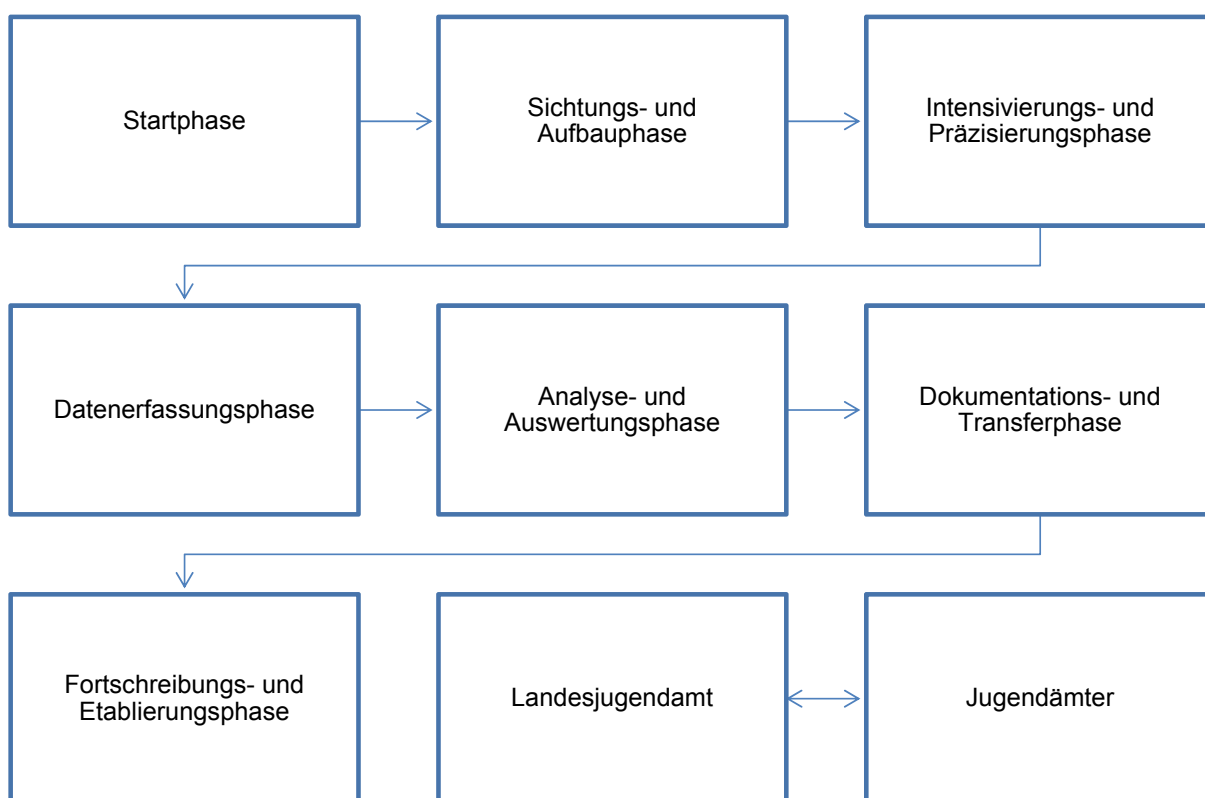 Startphase
Sichtungs- und
Aufbauphase
Intensivierungs- und
Präzisierungsphase
Datenerfassungsphase
Analyse- und
Auswertungsphase
Dokumentations- und
Transferphase
Fortschreibungs- und
Etablierungsphase
Landesjugendamt
Jugendämter